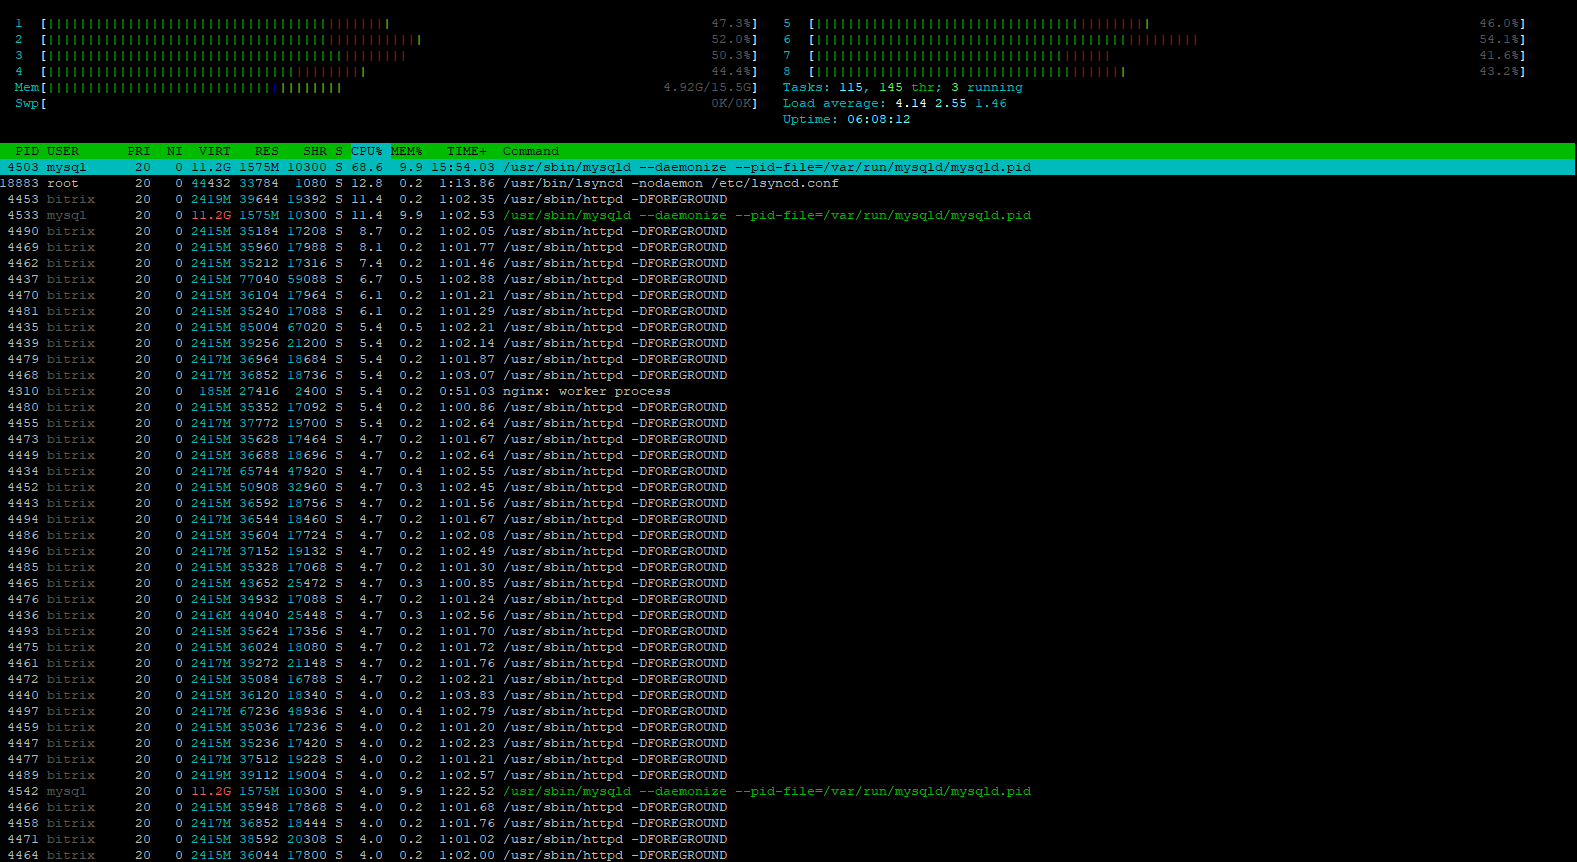 1 [ 47.3%] 5 [ 46.0%]
2 [ 52.0%] 6 [ 54.1%]
3 [ 50.3%] 7 [ 41.6%]
4 [ 44.4%] 8 [ 43.2%]
Mem[ 4.92G/15.5G] Tasks: 115, 145 thr; 3 running
Swp[ 0K/0K] Load average: 4.14 2.55 1.46
Uptime: 06:08:12
PID USER PRI NI VIRT RES SHR S CPU% MEM% TIME+ Command
4503 mysql 20 0 11.2G 1575M 10300 S 68.6 9.9 15:54.03 /usr/sbin/mysqld --daemonize --pid-file=/var/run/mysqld/mysqld.pid
18883 root 20 0 44432 33784 1080 S 12.8 0.2 1:13.86 /usr/bin/lsyncd -nodaemon /etc/lsyncd.conf
4453 bitrix 20 0 2419M 39644 19392 S 11.4 0.2 1:02.35 /usr/sbin/httpd -DFOREGROUND
4533 mysql 20 0 11.2G 1575M 10300 S 11.4 9.9 1:02.53 /usr/sbin/mysqld --daemonize --pid-file=/var/run/mysqld/mysqld.pid
4490 bitrix 20 0 2415M 35184 17208 S 8.7 0.2 1:02.05 /usr/sbin/httpd -DFOREGROUND
4469 bitrix 20 0 2415M 35960 17988 S 8.1 0.2 1:01.77 /usr/sbin/httpd -DFOREGROUND
4462 bitrix 20 0 2415M 35212 17316 S 7.4 0.2 1:01.46 /usr/sbin/httpd -DFOREGROUND
4437 bitrix 20 0 2415M 77040 59088 S 6.7 0.5 1:02.88 /usr/sbin/httpd -DFOREGROUND
4470 bitrix 20 0 2415M 36104 17964 S 6.1 0.2 1:01.21 /usr/sbin/httpd -DFOREGROUND
4481 bitrix 20 0 2415M 35240 17088 S 6.1 0.2 1:01.29 /usr/sbin/httpd -DFOREGROUND
4435 bitrix 20 0 2415M 85004 67020 S 5.4 0.5 1:02.21 /usr/sbin/httpd -DFOREGROUND
4439 bitrix 20 0 2415M 39256 21200 S 5.4 0.2 1:02.14 /usr/sbin/httpd -DFOREGROUND
4479 bitrix 20 0 2417M 36964 18684 S 5.4 0.2 1:01.87 /usr/sbin/httpd -DFOREGROUND
4468 bitrix 20 0 2417M 36852 18736 S 5.4 0.2 1:03.07 /usr/sbin/httpd -DFOREGROUND
4310 bitrix 20 0 185M 27416 2400 S 5.4 0.2 0:51.03 nginx: worker process
4480 bitrix 20 0 2415M 35352 17092 S 5.4 0.2 1:00.86 /usr/sbin/httpd -DFOREGROUND
4455 bitrix 20 0 2417M 37772 19700 S 5.4 0.2 1:02.64 /usr/sbin/httpd -DFOREGROUND
4473 bitrix 20 0 2415M 35628 17464 S 4.7 0.2 1:01.67 /usr/sbin/httpd -DFOREGROUND
4449 bitrix 20 0 2415M 36688 18696 S 4.7 0.2 1:02.64 /usr/sbin/httpd -DFOREGROUND
4434 bitrix 20 0 2417M 65744 47920 S 4.7 0.4 1:02.55 /usr/sbin/httpd -DFOREGROUND
4452 bitrix 20 0 2415M 50908 32960 S 4.7 0.3 1:02.45 /usr/sbin/httpd -DFOREGROUND
4443 bitrix 20 0 2415M 36592 18756 S 4.7 0.2 1:01.56 /usr/sbin/httpd -DFOREGROUND
4494 bitrix 20 0 2417M 36544 18460 S 4.7 0.2 1:01.67 /usr/sbin/httpd -DFOREGROUND
4486 bitrix 20 0 2415M 35604 17724 S 4.7 0.2 1:02.08 /usr/sbin/httpd -DFOREGROUND
4496 bitrix 20 0 2417M 37152 19132 S 4.7 0.2 1:02.49 /usr/sbin/httpd -DFOREGROUND
4485 bitrix 20 0 2415M 35328 17068 S 4.7 0.2 1:01.30 /usr/sbin/httpd -DFOREGROUND
4465 bitrix 20 0 2415M 43652 25472 S 4.7 0.3 1:00.85 /usr/sbin/httpd -DFOREGROUND
4476 bitrix 20 0 2415M 34932 17088 S 4.7 0.2 1:01.24 /usr/sbin/httpd -DFOREGROUND
4436 bitrix 20 0 2416M 44040 25448 S 4.7 0.3 1:02.56 /usr/sbin/httpd -DFOREGROUND
4493 bitrix 20 0 2415M 35624 17356 S 4.7 0.2 1:01.70 /usr/sbin/httpd -DFOREGROUND
4475 bitrix 20 0 2415M 36024 18080 S 4.7 0.2 1:01.72 /usr/sbin/httpd -DFOREGROUND
4461 bitrix 20 0 2417M 39272 21148 S 4.7 0.2 1:01.76 /usr/sbin/httpd -DFOREGROUND
4472 bitrix 20 0 2415M 35084 16788 S 4.7 0.2 1:02.21 /usr/sbin/httpd -DFOREGROUND
4440 bitrix 20 0 2415M 36120 18340 S 4.0 0.2 1:03.83 /usr/sbin/httpd -DFOREGROUND
4497 bitrix 20 0 2417M 67236 48936 S 4.0 0.4 1:02.79 /usr/sbin/httpd -DFOREGROUND
4459 bitrix 20 0 2415M 35036 17236 S 4.0 0.2 1:01.20 /usr/sbin/httpd -DFOREGROUND
4447 bitrix 20 0 2415M 35236 17420 S 4.0 0.2 1:02.23 /usr/sbin/httpd -DFOREGROUND
4477 bitrix 20 0 2417M 37512 19228 S 4.0 0.2 1:01.21 /usr/sbin/httpd -DFOREGROUND
4489 bitrix 20 0 2419M 39112 19004 S 4.0 0.2 1:02.57 /usr/sbin/httpd -DFOREGROUND
4542 mysql 20 0 11.2G 1575M 10300 S 4.0 9.9 1:22.52 /usr/sbin/mysqld --daemonize --pid-file=/var/run/mysqld/mysqld.pid
4466 bitrix 20 0 2415M 35948 17868 S 4.0 0.2 1:01.68 /usr/sbin/httpd -DFOREGROUND
4458 bitrix 20 0 2417M 36852 18444 S 4.0 0.2 1:01.76 /usr/sbin/httpd -DFOREGROUND
4471 bitrix 20 0 2415M 38592 20308 S 4.0 0.2 1:01.02 /usr/sbin/httpd -DFOREGROUND
4464 bitrix 20 0 2415M 36044 17800 S 4.0 0.2 1:02.00 /usr/sbin/httpd -DFOREGROUND